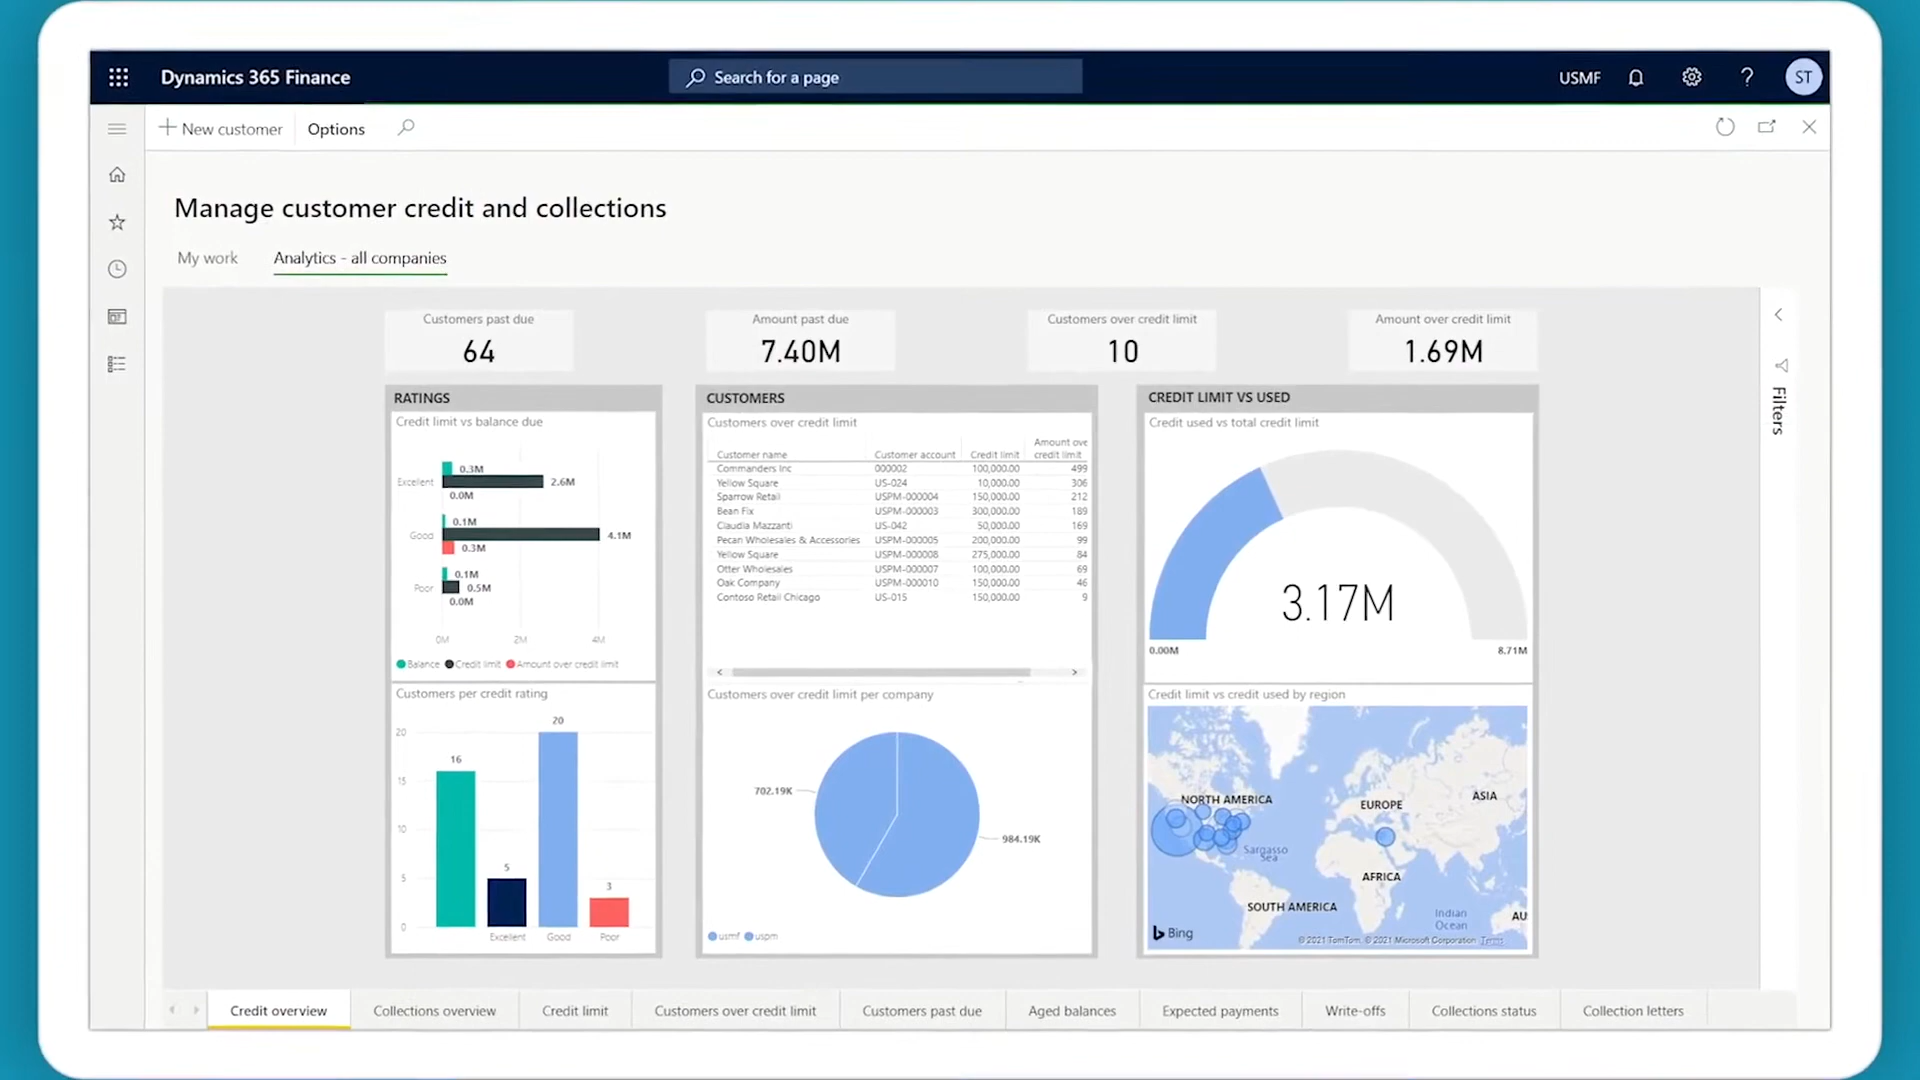 Dynamics 365 Finance
Search for a page
USMF
?
ST
New customer
Options
Manage customer credit and collections
My work
Analytics - all companies
Customers past due
64
Amount past due
7.40M
Customers over credit limit
10
Amount over credit limit
1.69M
Filters
RATINGS
Credit limit vs balance due
Excellent
0.3M
2.6M
0.0M
Good
0.1M
4.1M
0.3M
Poor
0.1M
0.5M
0.0M
0M 2M 4M
Balance Credit limit Amount over credit limit
Customers per credit rating
20
15
10
5
0
16
5
20
3
Excellent Good Poor
CUSTOMERS
Customers over credit limit
Customer name Customer account Credit limit Amount ove
credit limit
Commanders Inc 000002 100,000.00 499
Yellow Square US-024 10,000.00 306
Sparrow Retail USPM-000004 150,000.00 212
Bean Fix USPM-000003 300,000.00 189
Claudia Mazzanti US-042 50,000.00 169
Pecan Wholesales & Accessories USPM-000005 200,000.00 99
Yellow Square USPM-000008 275,000.00 84
Otter Wholesales USPM-000007 100,000.00 69
Oak Company USPM-000010 150,000.00 46
Contoso Retail Chicago US-015 150,000.00 9
Customers over credit limit per company
702.19K
984.19K
usmf uspm
CREDIT LIMIT VS USED
Credit used vs total credit limit
3.17M
0.00M
8.71M
Credit limit vs credit used by region
NORTH AMERICA
EUROPE
ASIA
Sargasso
Sea
AFRICA
SOUTH AMERICA
Indian
Ocean
AU
Bing
© 2021 TomTom, © 2021 Microsoft Corporation Terms
Credit overview
Collections overview
Credit limit
Customers over credit limit
Customers past due
Aged balances
Expected payments
Write-offs
Collections status
Collection letters